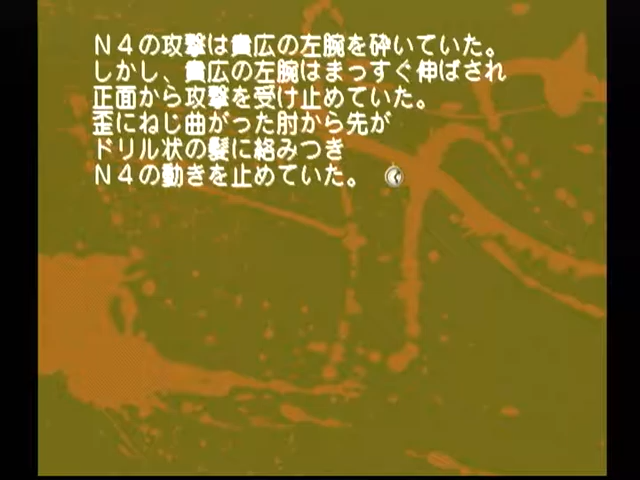 Ｎ４の攻撃は貴広の左腕を砕いていた。
しかし、貴広の左腕はまっすぐ伸ばされ
正面から攻撃を受け止めていた。
歪にねじ曲がった肘から先が
ドリル状の髪に絡みつき
Ｎ４の動きを止めていた。